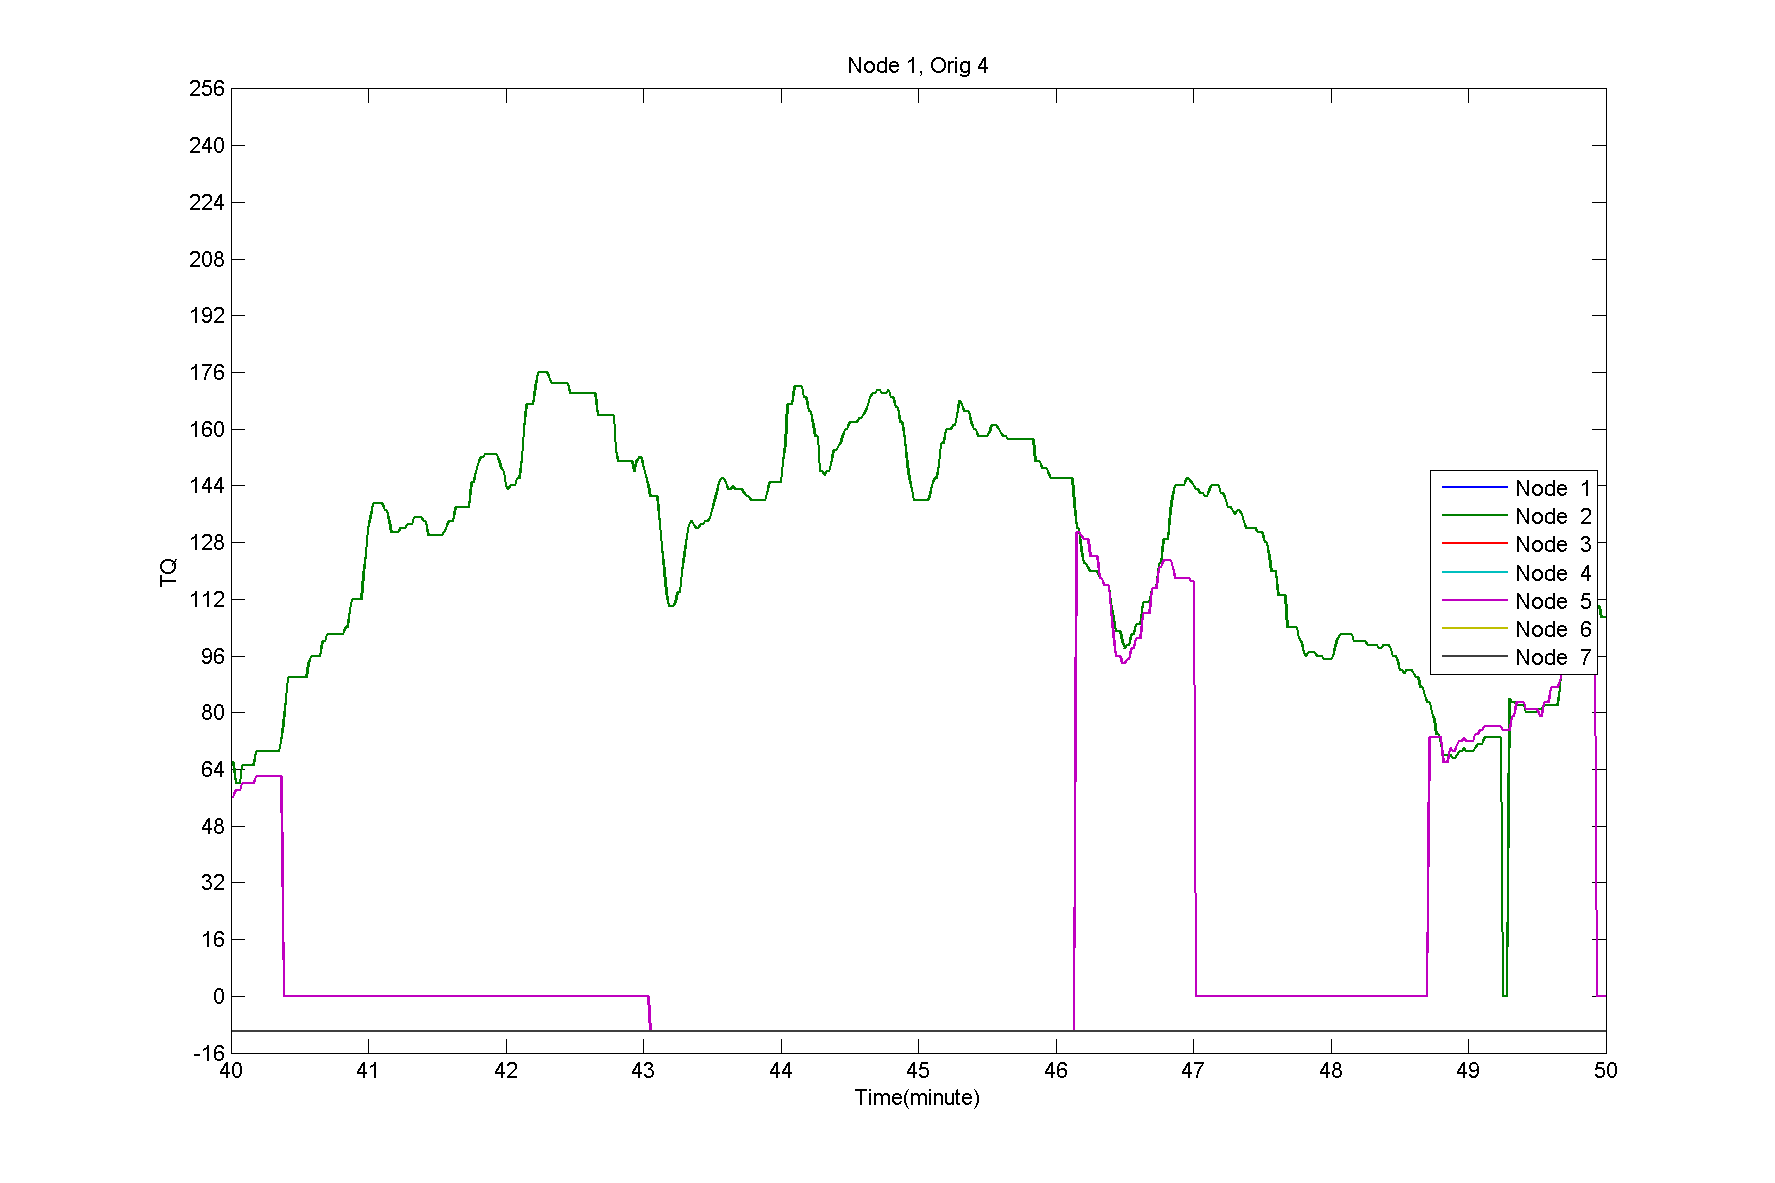 Node 1, Orig 4
256
240
224
208
192
176
160
144
128
112
96
80
64
48
32
16
0
-16
TQ
Node 1
Node 2
Node 3
Node 4
Node 5
Node 6
Node 7
40 41 42 43 44 45 46 47 48 49 50
Time(minute)